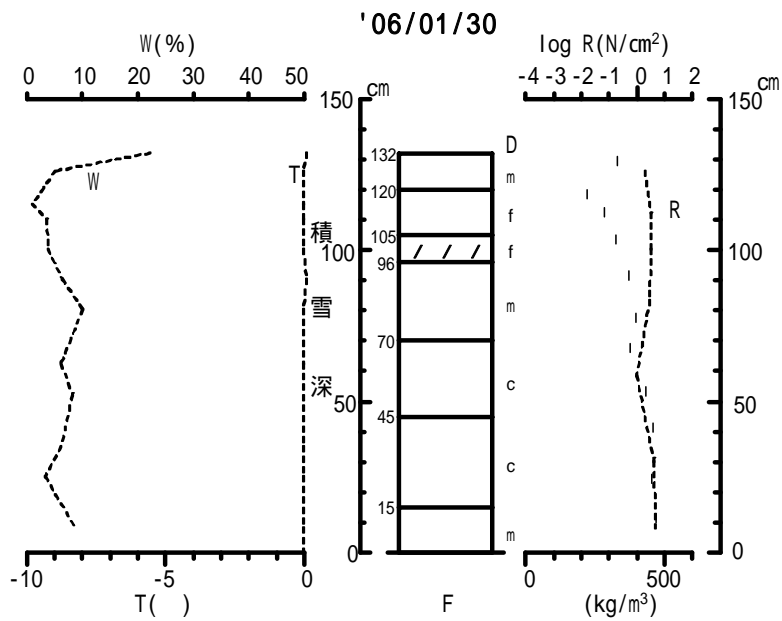 '06/01/30
W(%)
0 10 20 30 40 50
log R(N/cm²)
-4 -3 -2 -1 0 1 2
cm
cm
150
100
50
0
150
100
50
0
W
T
積
雪
深
132
120
105
96
70
45
15
D
m
f
f
m
c
c
m
R
-10 -5 0
T( )
F
0 500
(kg/m³)